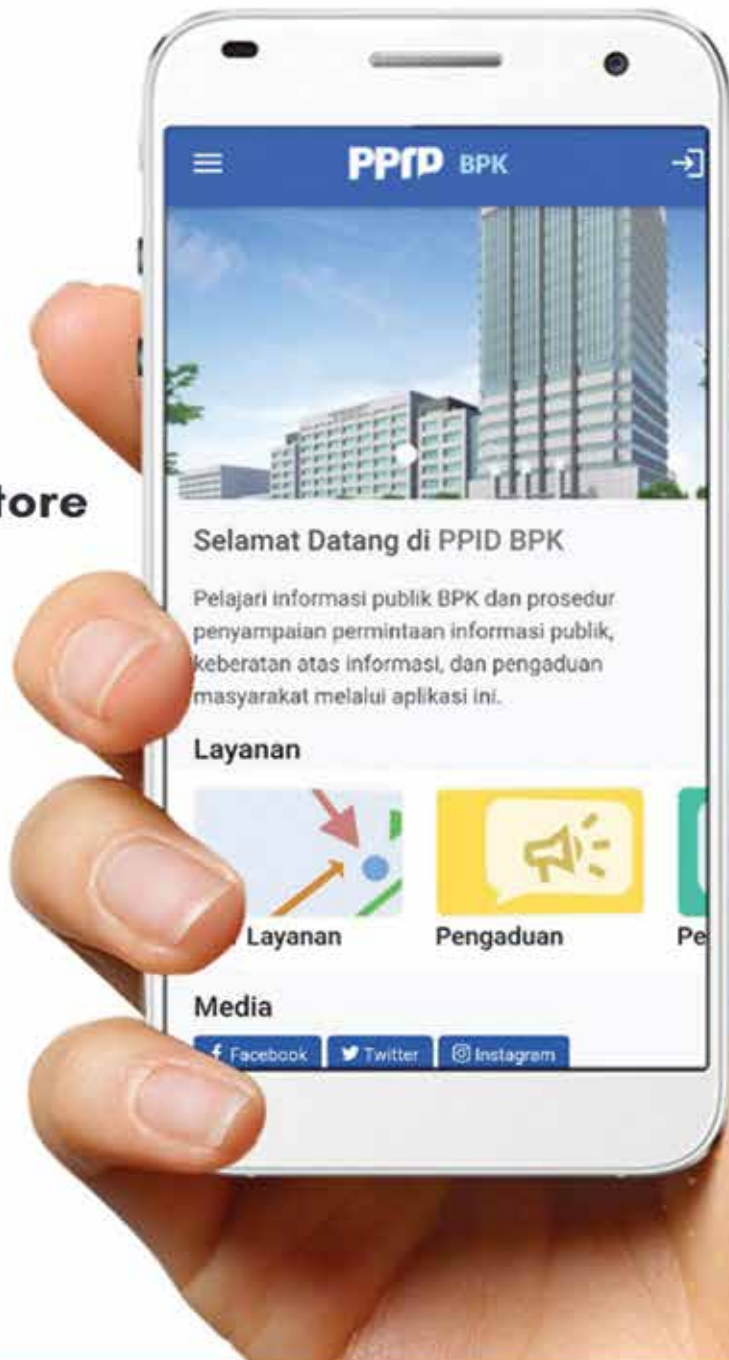 PPID BPK
tore
Selamat Datang di PPID BPK
Pelajari informasi publik BPK dan prosedur
penyampaian permintaan informasi publik,
keberatan atas informasi, dan pengaduan
masyarakat melalui aplikasi ini.
Layanan
Layanan
Pengaduan
Pe
Media
Facebook
Twitter
Instagram